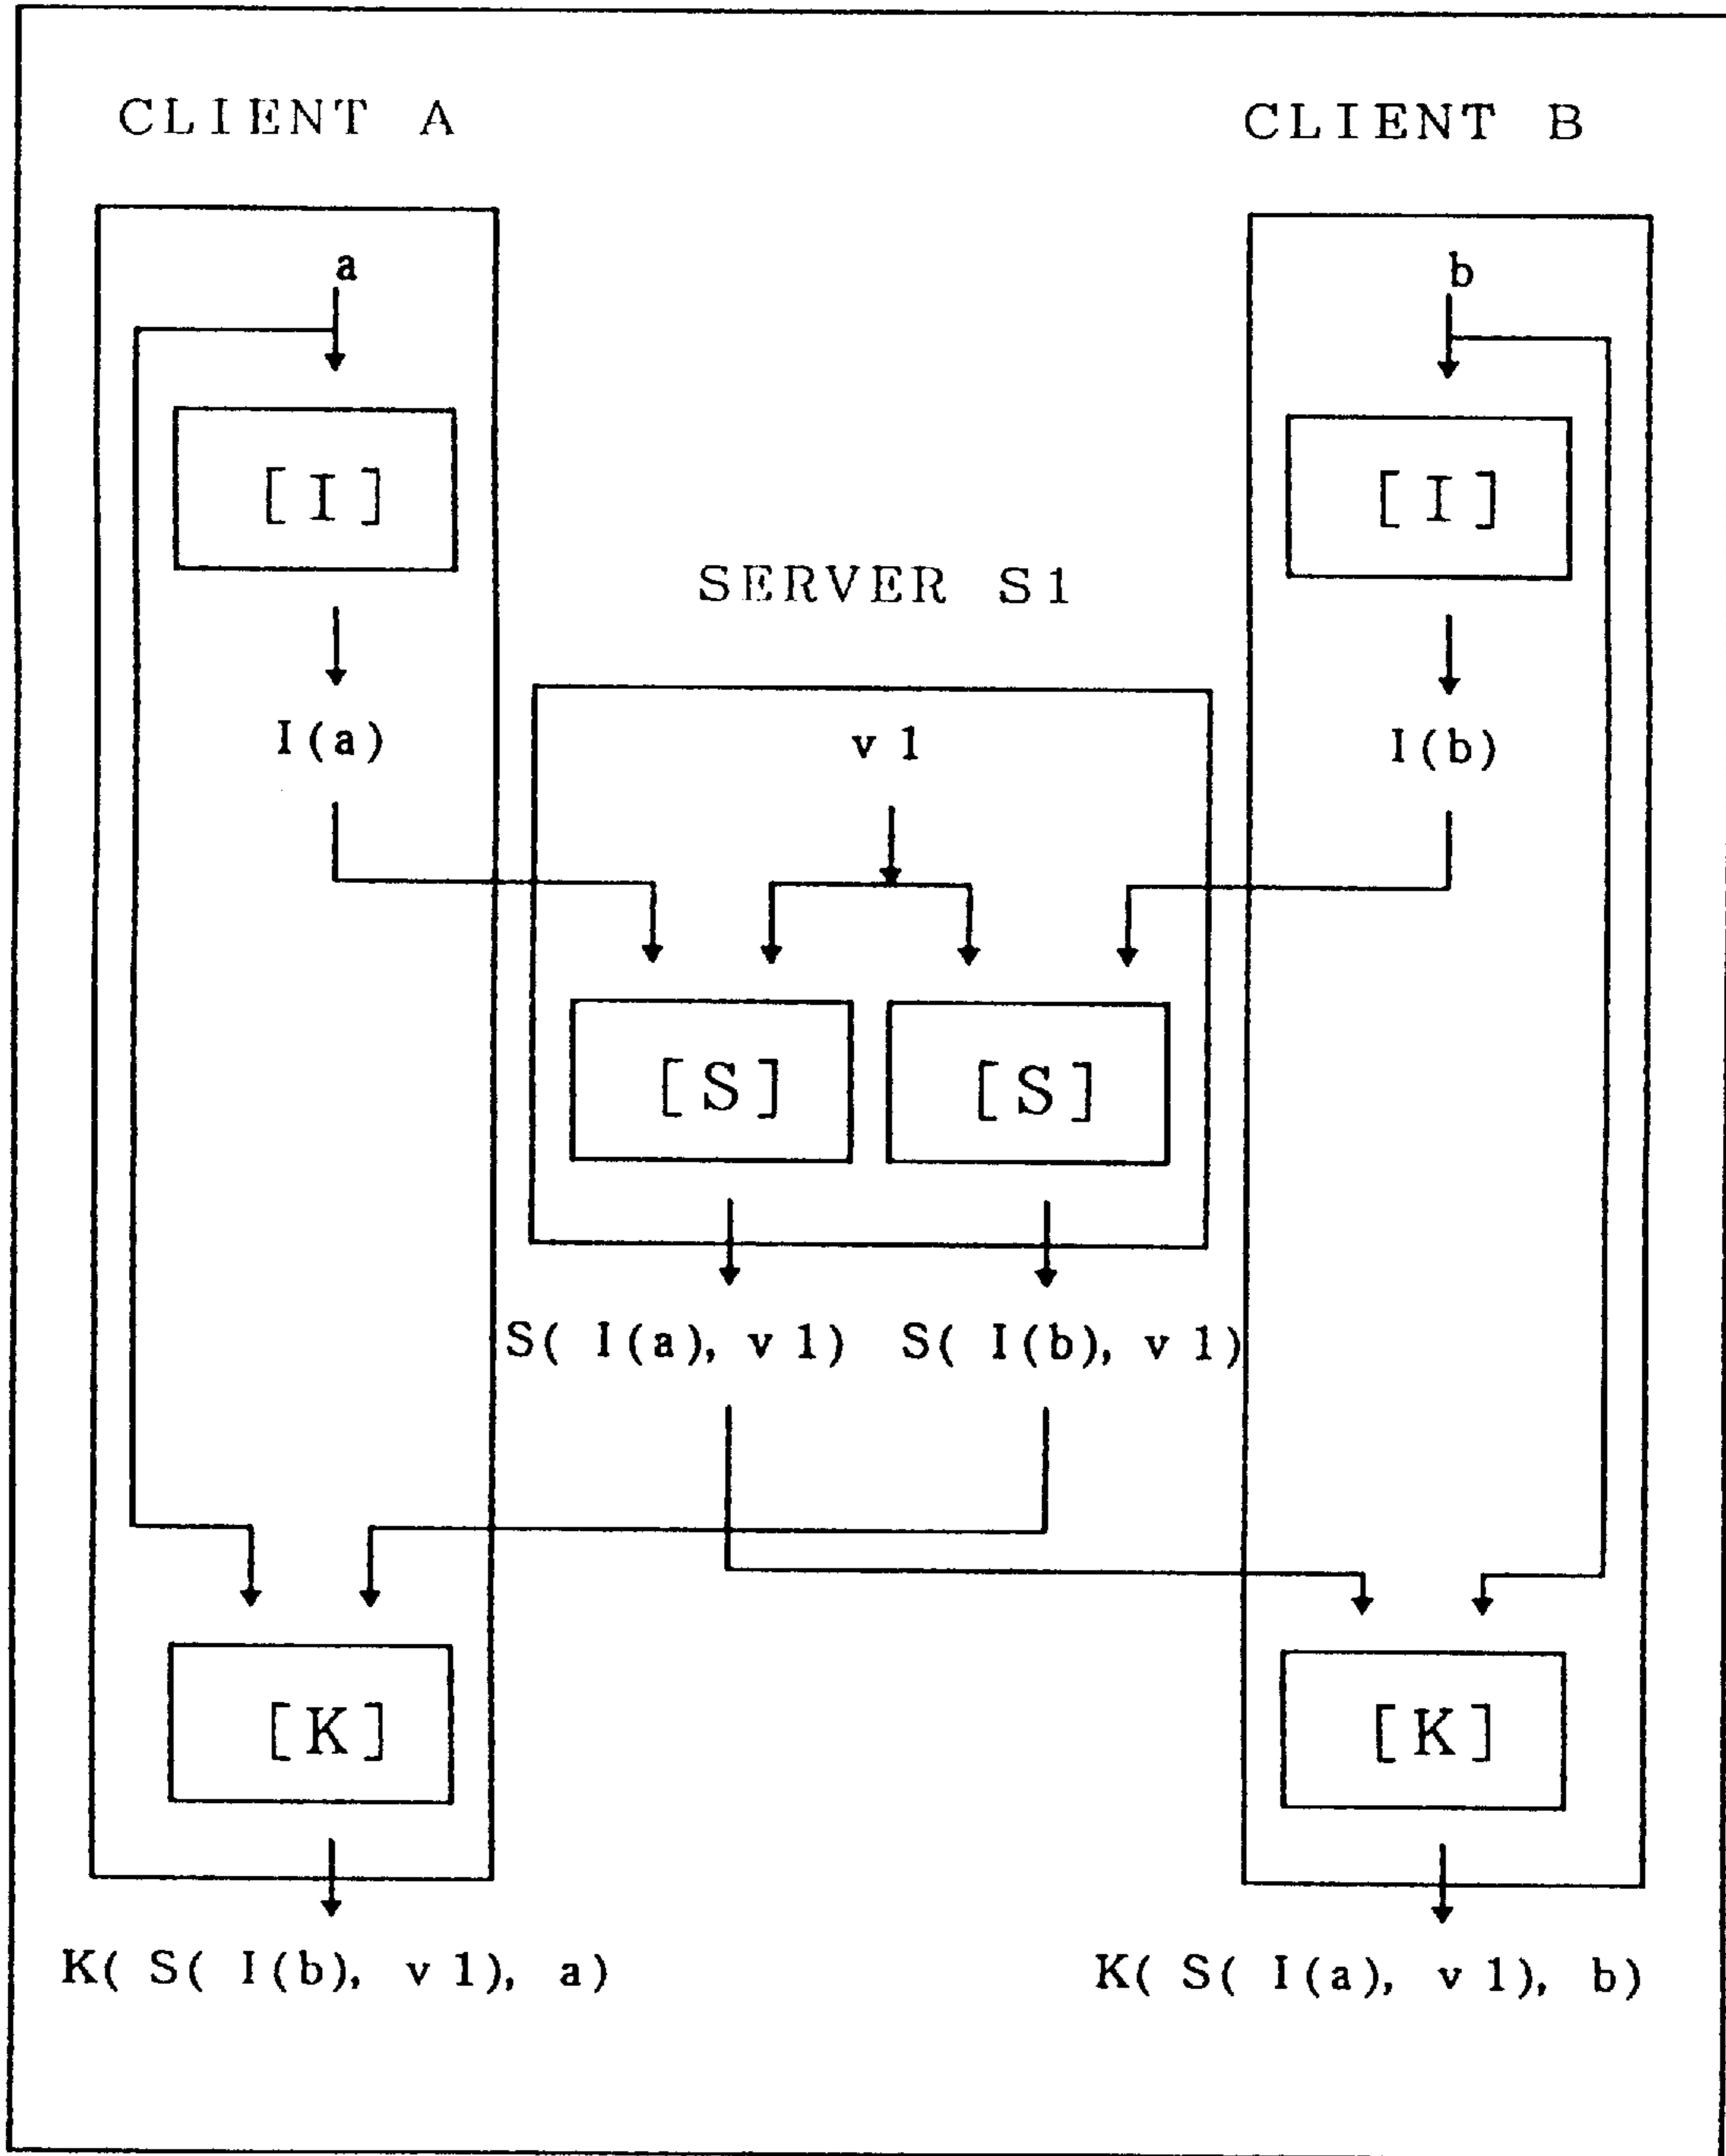 CLIENT A
CLIENT B
a
b
[I]
[I]
SERVER S1
I(a)
v1
I(b)
[S]
[S]
S( I(a), v1)
S( I(b), v1)
[K]
[K]
K( S( I(b), v1), a)
K( S( I(a), v1), b)